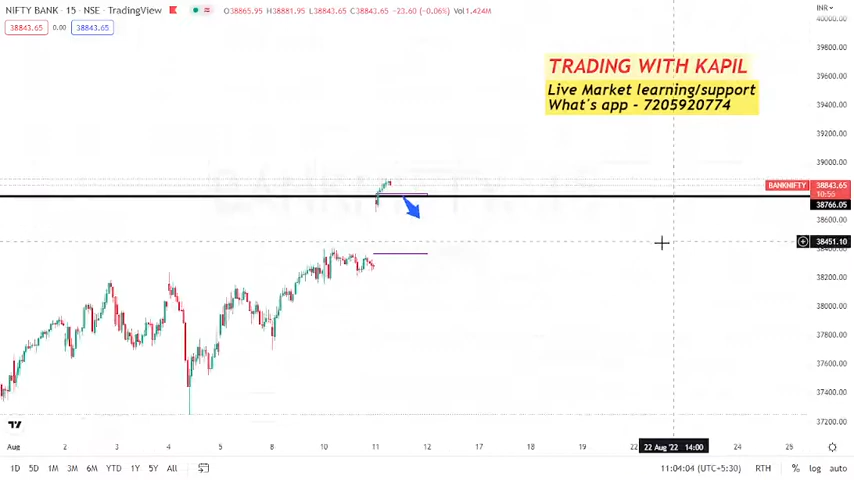 NIFTY BANK · 15 · NSE · TradingView O38865.95 H38881.95 L38843.65 C38843.65 −23.60 (−0.06%) Vol1.424M INR
38843.65 0.00 38843.65
40000.00
39800.00
TRADING WITH KAPIL
39600.00
Live Market learning/support
What's app - 7205920774
39400.00
39200.00
39000.00
BANKNIFTY 38843.65
10:56
38766.05
38600.00
38451.10
38200.00
38000.00
37800.00
37600.00
37400.00
37200.00
Aug 2 3 4 5 8 10 11 12 17 18 19 22 22 Aug '22 14:00 24 25
1D 5D 1M 3M 6M YTD 1Y 5Y All 11:04:04 (UTC+5:30) RTH % log auto